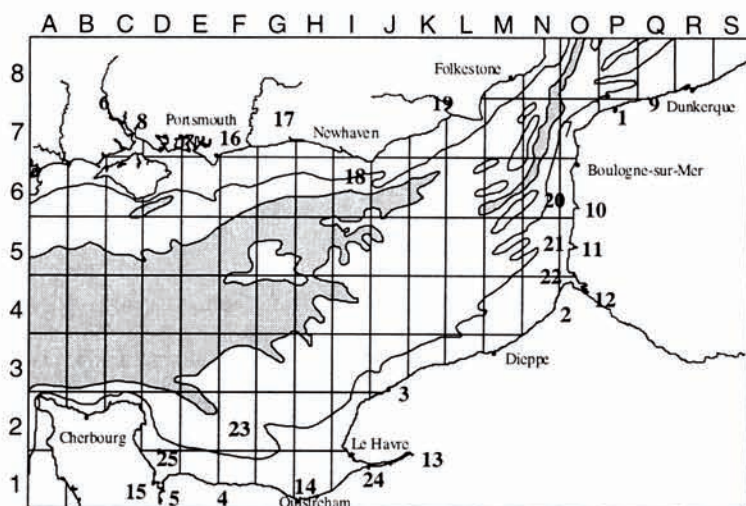 A B C D E F G H I J K L M N O P Q R S
8
Folkestone
6 8 Portsmouth 17 19 9 Dunkerque
1
7
16 Newhaven
Boulogne-sur-Mer
18
6
20 10
5
21 11
22
12
4
2
Dieppe
3
3
2
Cherbourg 23 Le Havre
25 13
24
1
15 5 4 14
Ouistreham